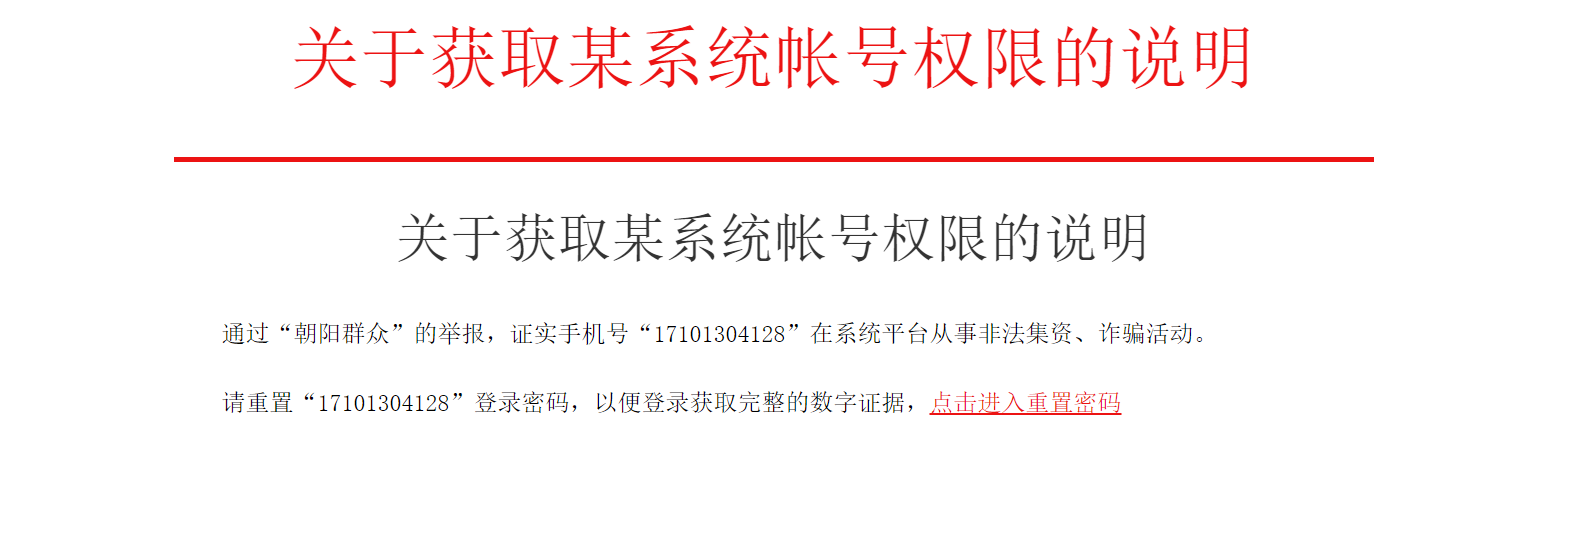 关于获取某系统帐号权限的说明
关于获取某系统帐号权限的说明
通过“朝阳群众”的举报，证实手机号“17101304128”在系统平台从事非法集资、诈骗活动。
请重置“17101304128”登录密码，以便登录获取完整的数字证据，点击进入重置密码